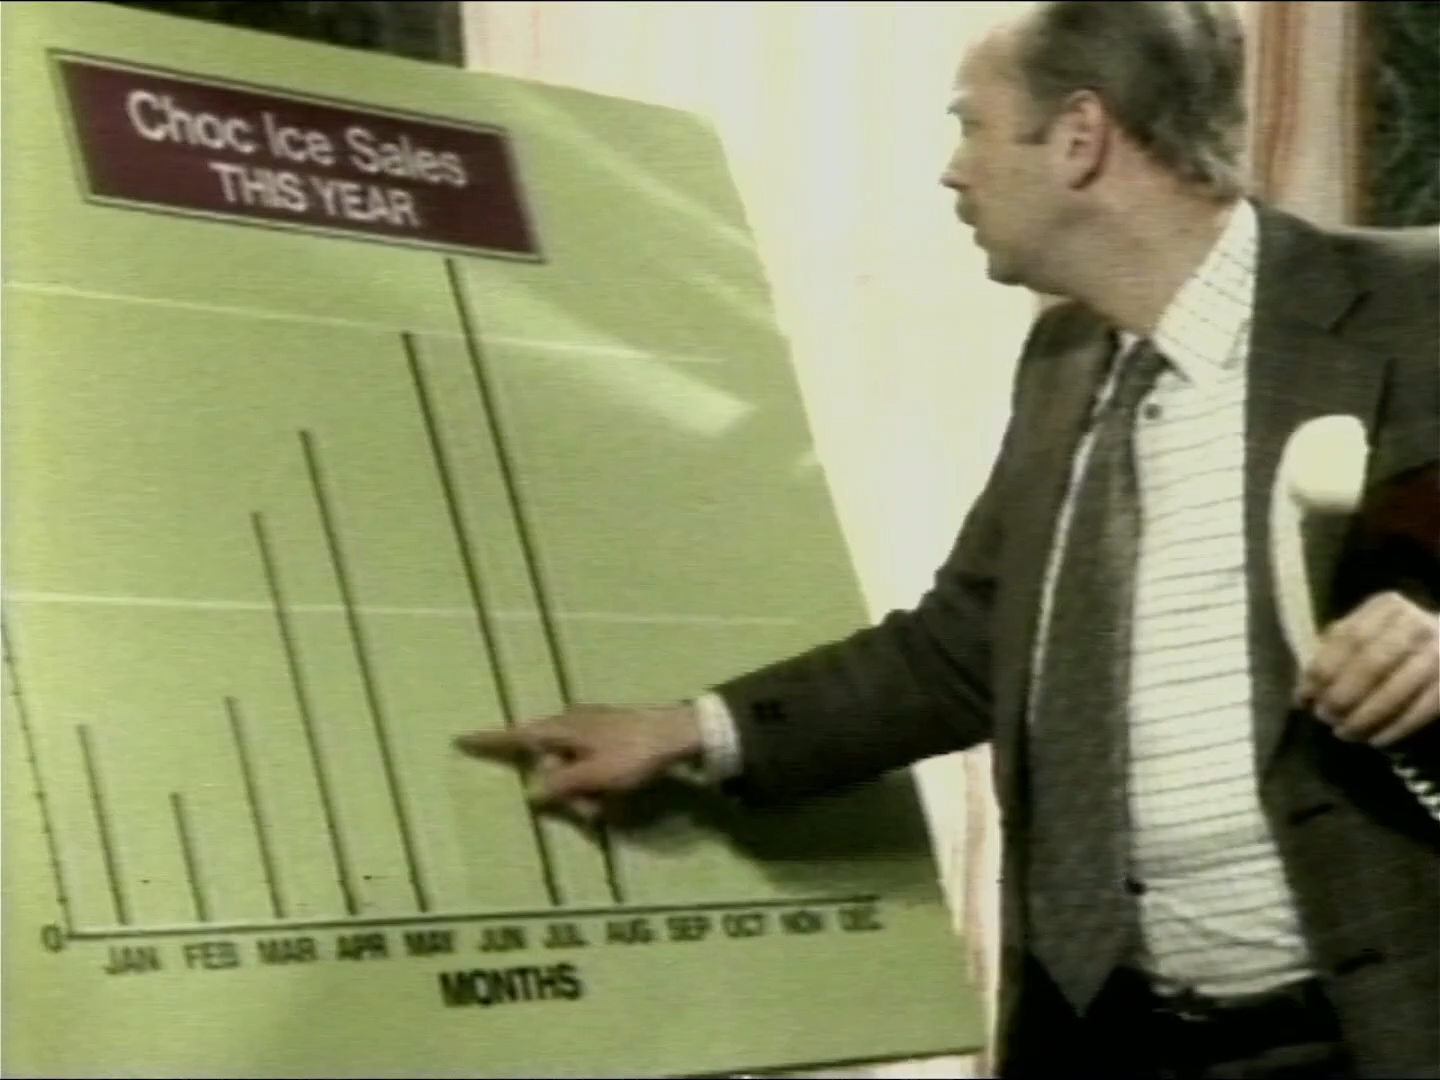 Choc Ice Sales
THIS YEAR
0
JAN FEB MAR APR MAY JUN JUL AUG SEP OCT NOV DEC
MONTHS